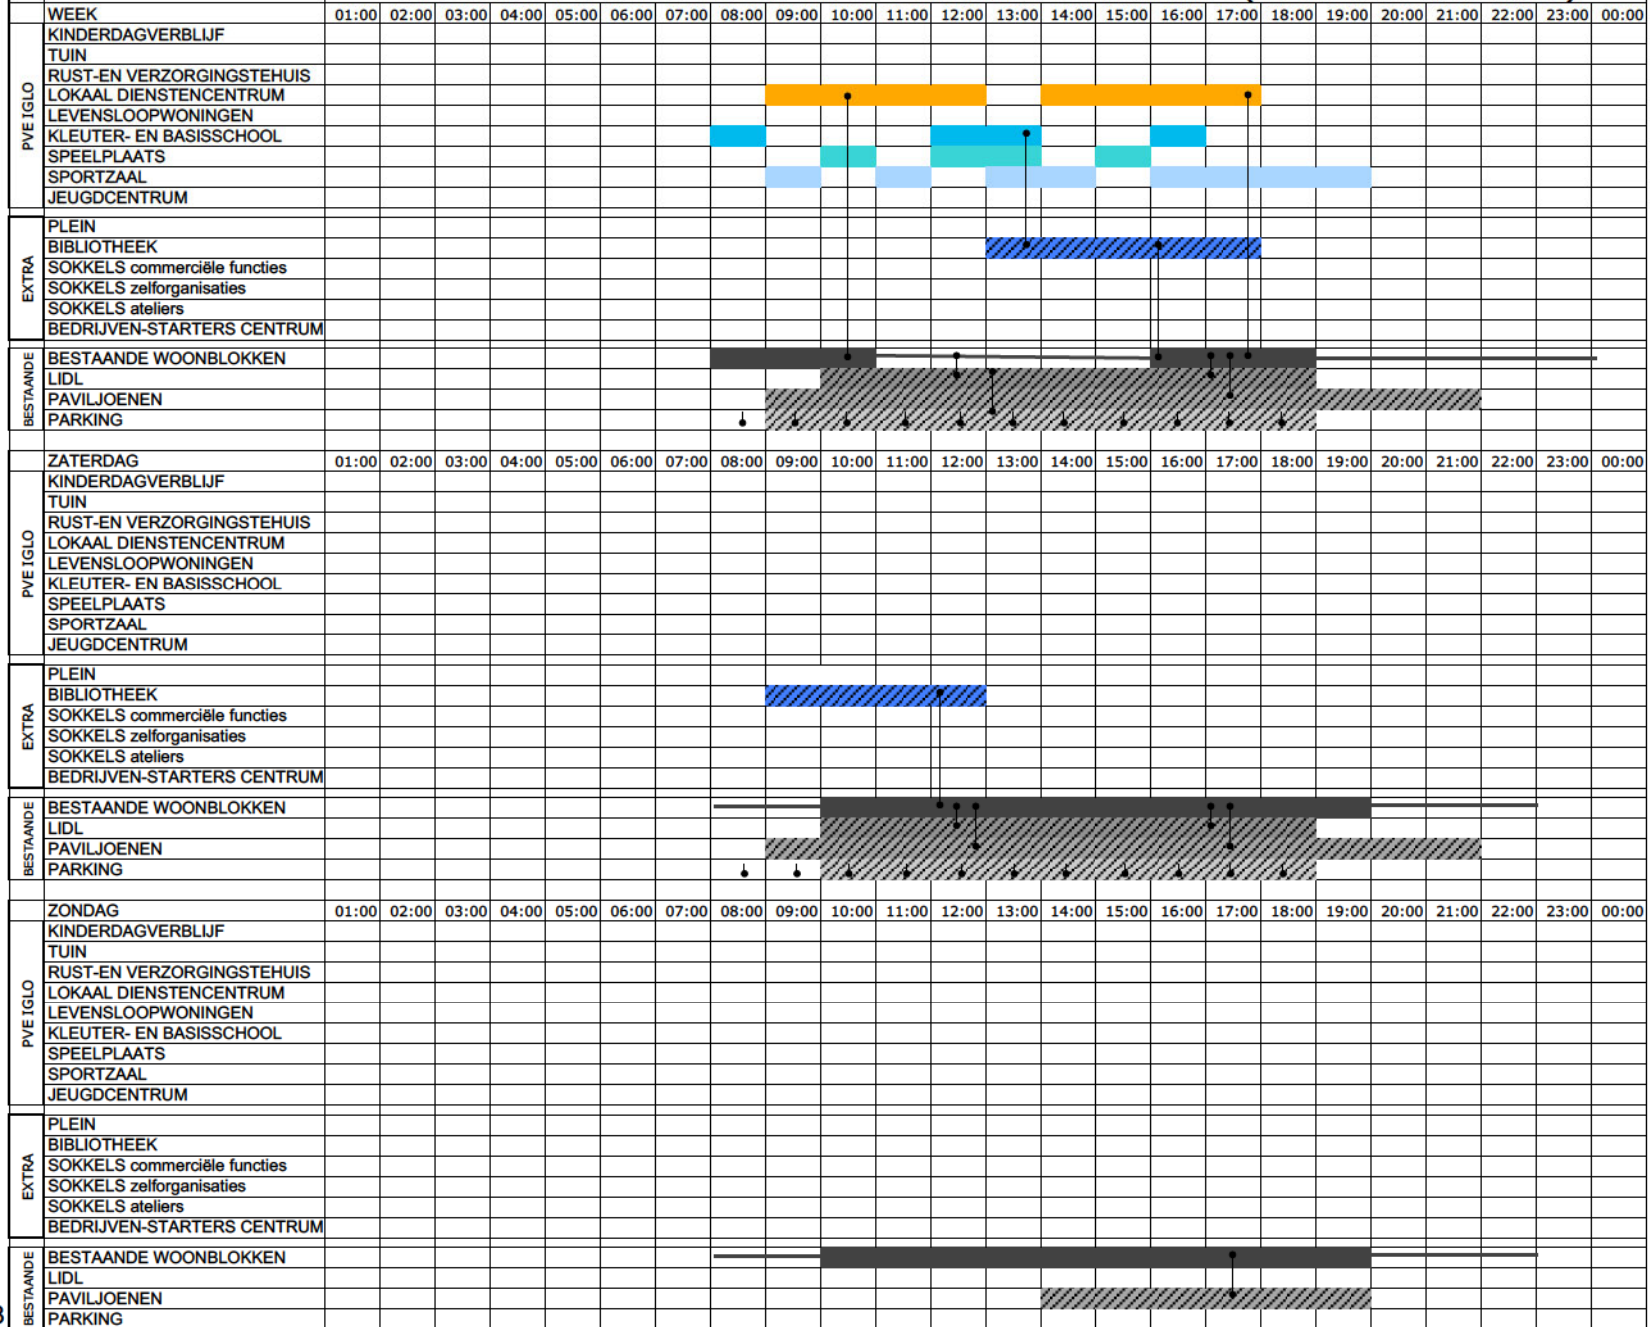 WEEK 01:00 02:00 03:00 04:00 05:00 06:00 07:00 08:00 09:00 10:00 11:00 12:00 13:00 14:00 15:00 16:00 17:00 18:00 19:00 20:00 21:00 22:00 23:00 00:00
PVE IGLO
KINDERDAGVERBLIJF
TUIN
RUST-EN VERZORGINGSTEHUIS
LOKAAL DIENSTENCENTRUM
LEVENSLOOPWONINGEN
KLEUTER- EN BASISSCHOOL
SPEELPLAATS
SPORTZAAL
JEUGDCENTRUM
EXTRA
PLEIN
BIBLIOTHEEK
SOKKELS commerciële functies
SOKKELS zelforganisaties
SOKKELS ateliers
BEDRIJVEN-STARTERS CENTRUM
BESTAANDE
BESTAANDE WOONBLOKKEN
LIDL
PAVILJOENEN
PARKING
ZATERDAG 01:00 02:00 03:00 04:00 05:00 06:00 07:00 08:00 09:00 10:00 11:00 12:00 13:00 14:00 15:00 16:00 17:00 18:00 19:00 20:00 21:00 22:00 23:00 00:00
PVE IGLO
KINDERDAGVERBLIJF
TUIN
RUST-EN VERZORGINGSTEHUIS
LOKAAL DIENSTENCENTRUM
LEVENSLOOPWONINGEN
KLEUTER- EN BASISSCHOOL
SPEELPLAATS
SPORTZAAL
JEUGDCENTRUM
EXTRA
PLEIN
BIBLIOTHEEK
SOKKELS commerciële functies
SOKKELS zelforganisaties
SOKKELS ateliers
BEDRIJVEN-STARTERS CENTRUM
BESTAANDE
BESTAANDE WOONBLOKKEN
LIDL
PAVILJOENEN
PARKING
ZONDAG 01:00 02:00 03:00 04:00 05:00 06:00 07:00 08:00 09:00 10:00 11:00 12:00 13:00 14:00 15:00 16:00 17:00 18:00 19:00 20:00 21:00 22:00 23:00 00:00
PVE IGLO
KINDERDAGVERBLIJF
TUIN
RUST-EN VERZORGINGSTEHUIS
LOKAAL DIENSTENCENTRUM
LEVENSLOOPWONINGEN
KLEUTER- EN BASISSCHOOL
SPEELPLAATS
SPORTZAAL
JEUGDCENTRUM
EXTRA
PLEIN
BIBLIOTHEEK
SOKKELS commerciële functies
SOKKELS zelforganisaties
SOKKELS ateliers
BEDRIJVEN-STARTERS CENTRUM
BESTAANDE
BESTAANDE WOONBLOKKEN
LIDL
PAVILJOENEN
PARKING